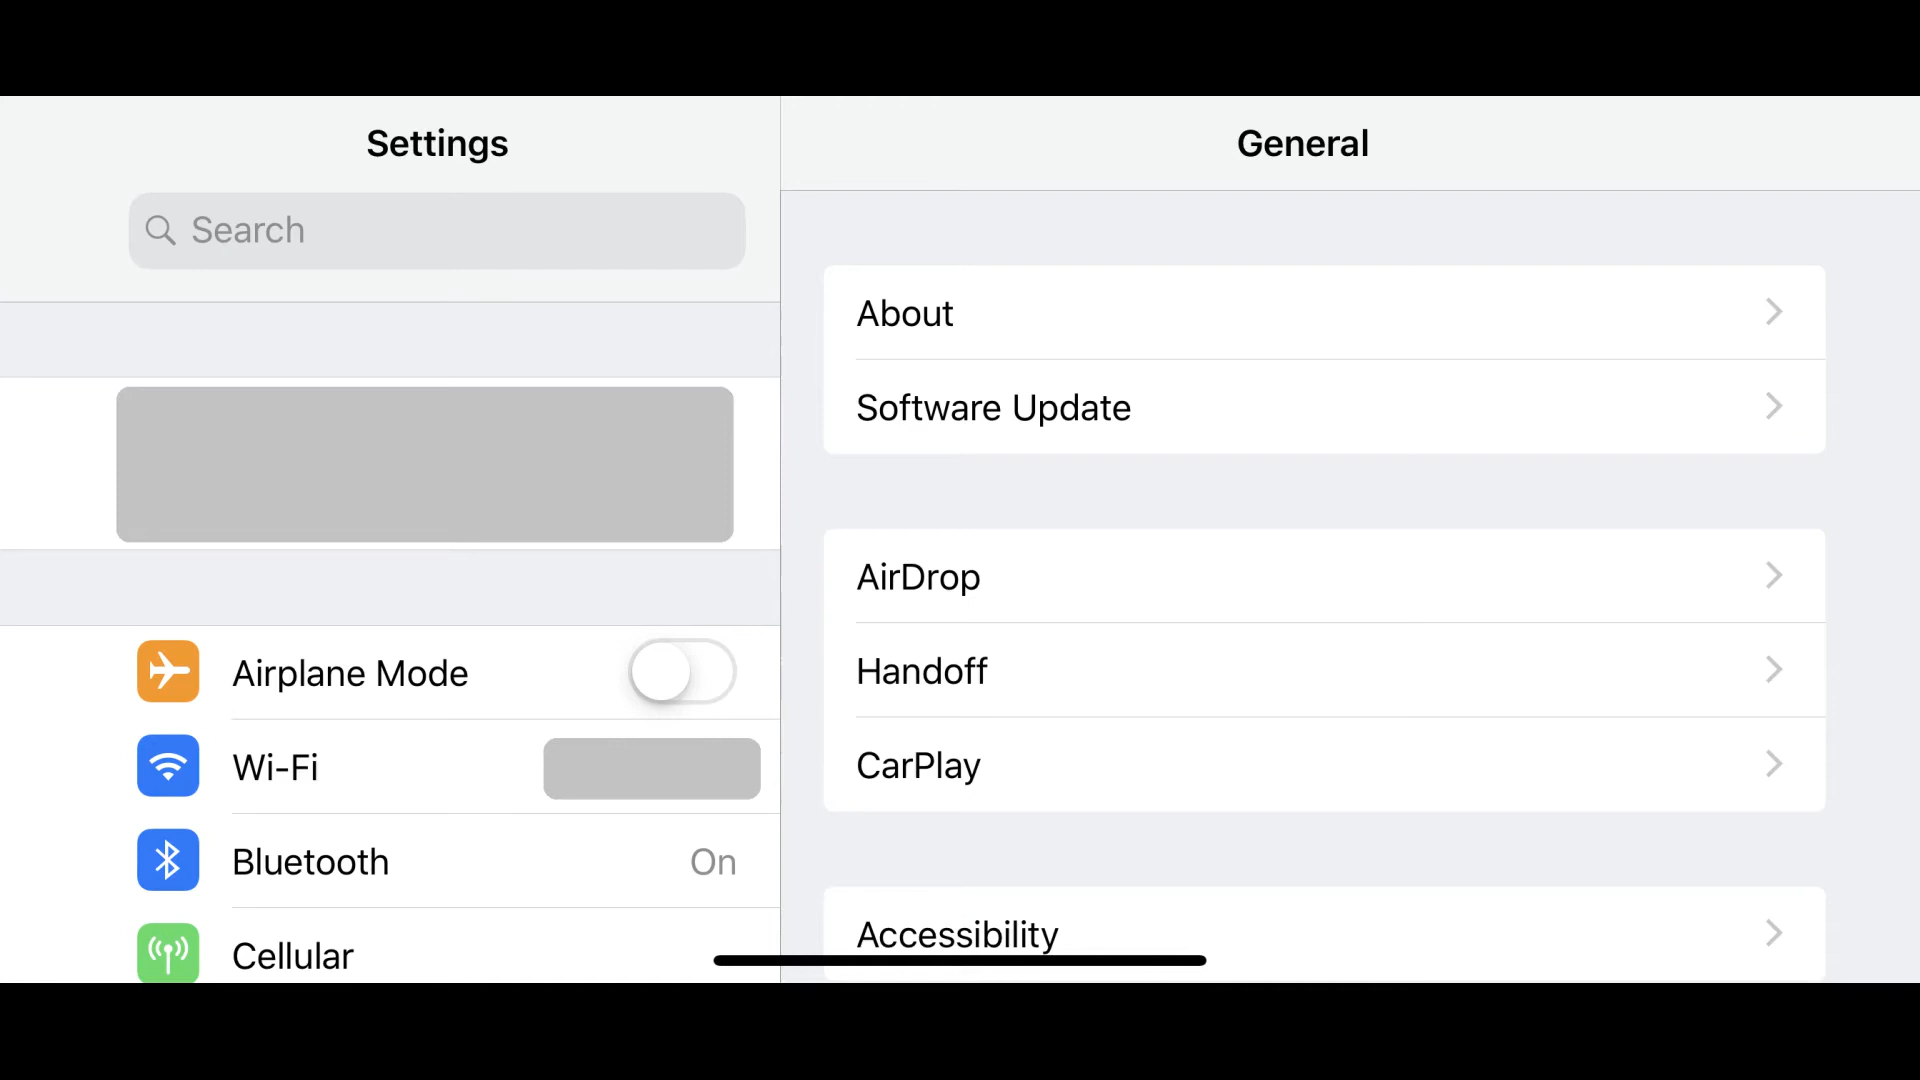 Settings
Search
Airplane Mode
Wi-Fi
Bluetooth On
Cellular
General
About
Software Update
AirDrop
Handoff
CarPlay
Accessibility